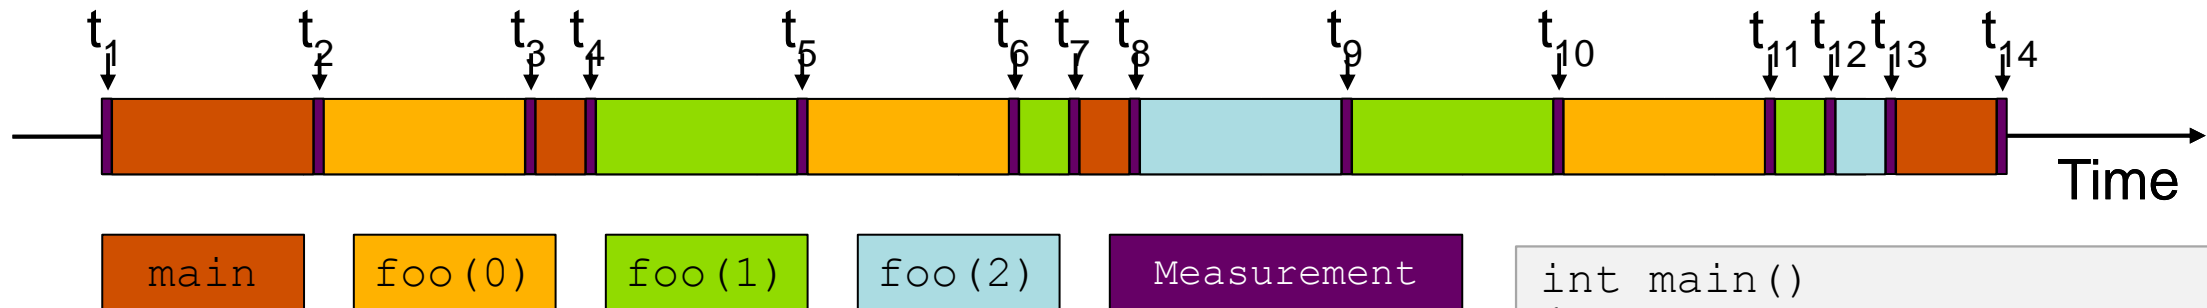 t1 t2 t3 t4 t5 t6 t7 t8 t9 t10 t11 t12 t13 t14
Time
main foo(0) foo(1) foo(2) Measurement
int main()